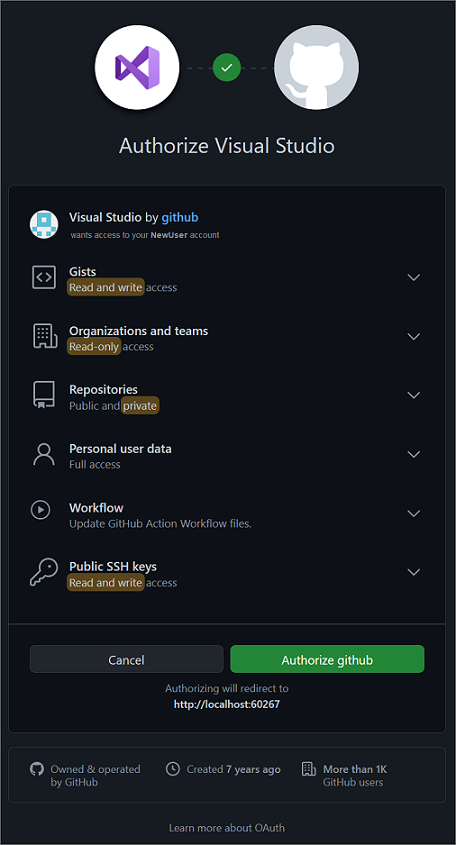 Authorize Visual Studio
Visual Studio by github
wants access to your NewUser account
Gists
Read and write access
Organizations and teams
Read-only access
Repositories
Public and private
Personal user data
Full access
Workflow
Update GitHub Action Workflow files.
Public SSH keys
Read and write access
Cancel
Authorize github
Authorizing will redirect to
http://localhost:60267
Owned & operated
by GitHub
Created 7 years ago
More than 1K
GitHub users
Learn more about OAuth